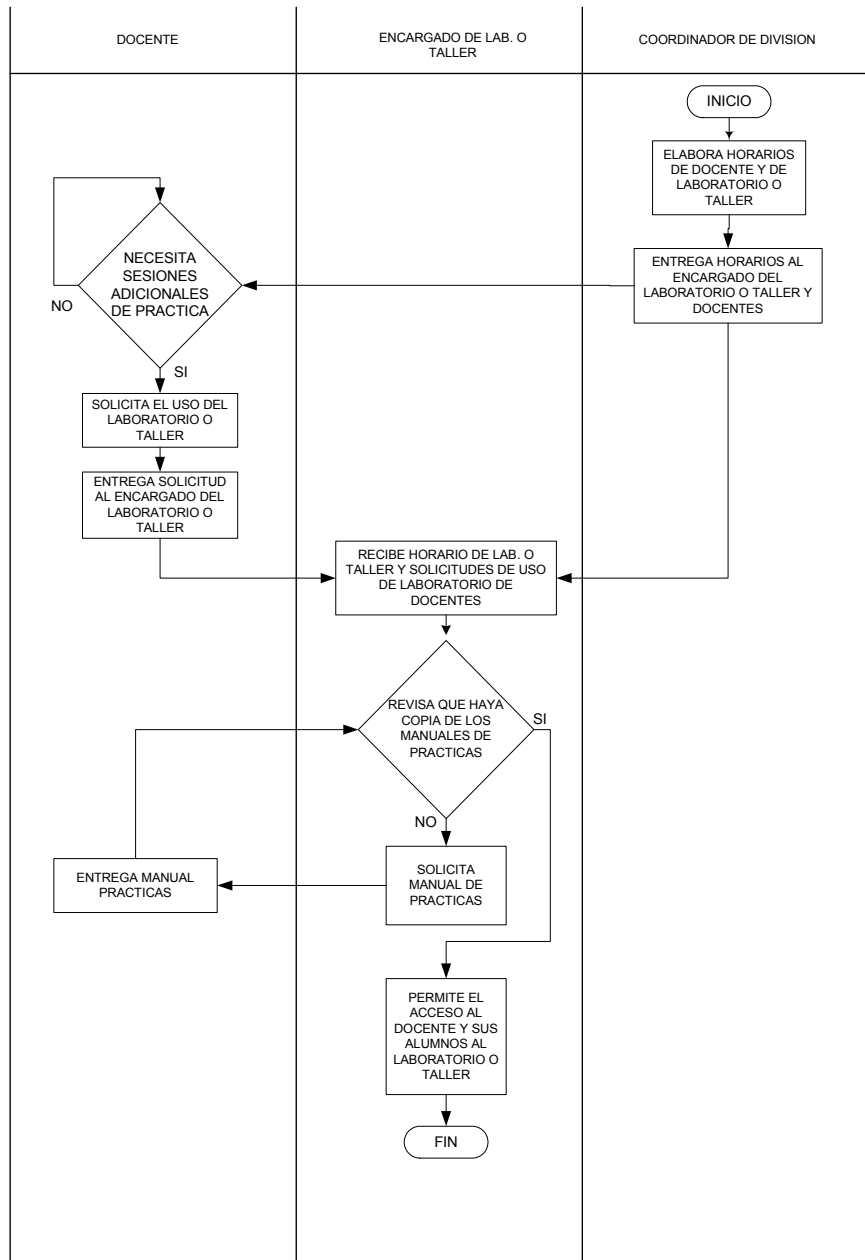 DOCENTE
ENCARGADO DE LAB. O
TALLER
COORDINADOR DE DIVISION
INICIO
ELABORA HORARIOS
DE DOCENTE Y DE
LABORATORIO O
TALLER
NECESITA
SESIONES
ADICIONALES
DE PRACTICA
NO
SI
ENTREGA HORARIOS AL
ENCARGADO DEL
LABORATORIO O TALLER Y
DOCENTES
SOLICITA EL USO DEL
LABORATORIO O
TALLER
ENTREGA SOLICITUD
AL ENCARGADO DEL
LABORATORIO O
TALLER
RECIBE HORARIO DE LAB. O
TALLER Y SOLICITUDES DE USO
DE LABORATORIO DE
DOCENTES
REVISA QUE HAYA
COPIA DE LOS
MANUALES DE
PRACTICAS
SI
NO
ENTREGA MANUAL
PRACTICAS
SOLICITA
MANUAL DE
PRACTICAS
PERMITE EL
ACCESO AL
DOCENTE Y SUS
ALUMNOS AL
LABORATORIO O
TALLER
FIN